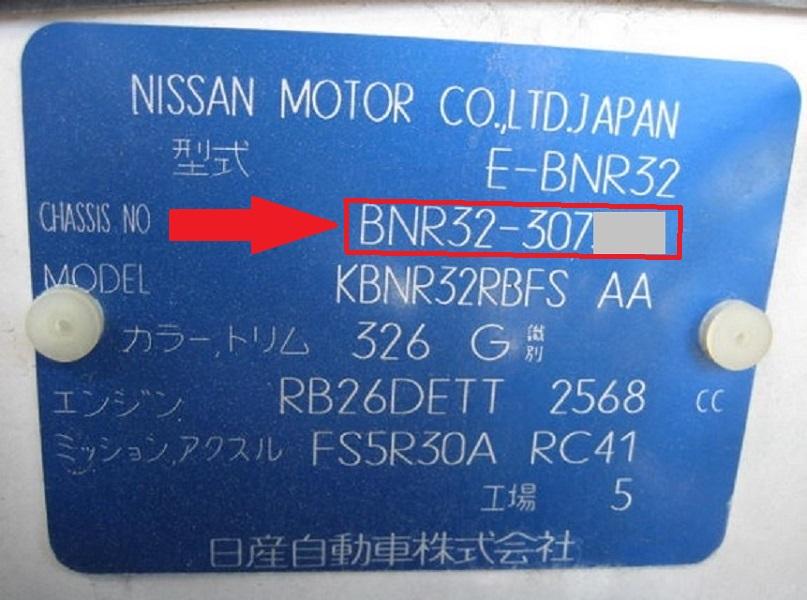 NISSAN MOTOR CO.,LTD.JAPAN
型式 E-BNR32
CHASSIS NO BNR32-307
MODEL KBNR32RBFS AA
カラー,トリム 326 G 識別
エンジン RB26DETT 2568 CC
ミッション,アクスル FS5R30A RC41
工場 5
日産自動車株式会社